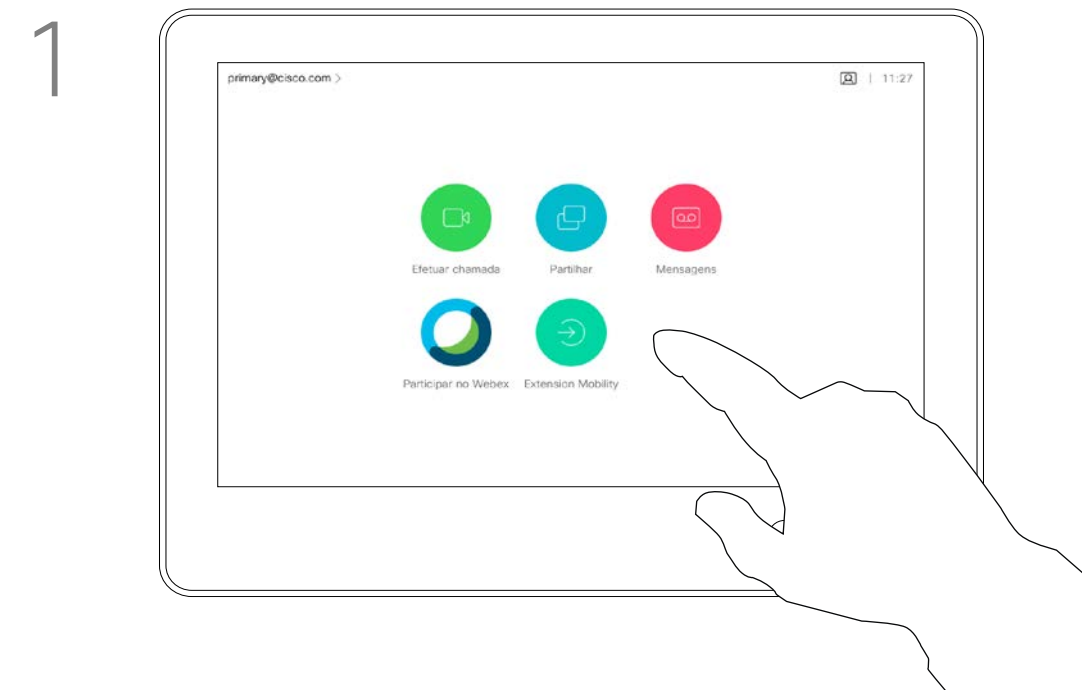 1
primary@cisco.com >
11:27
Efetuar chamada
Partilhar
Mensagens
Participar no Webex
Extension Mobility